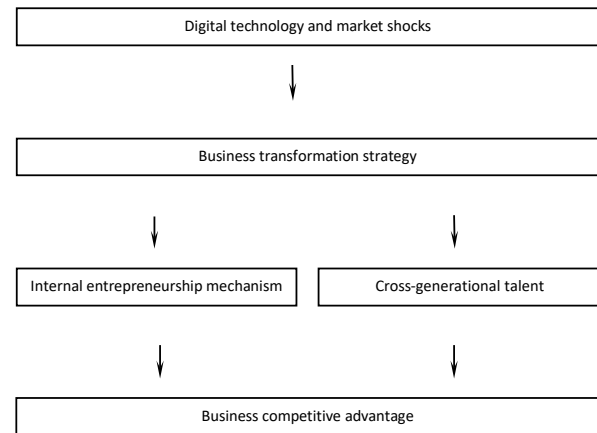 Digital technology and market shocks
Business transformation strategy
Internal entrepreneurship mechanism
Cross-generational talent
Business competitive advantage